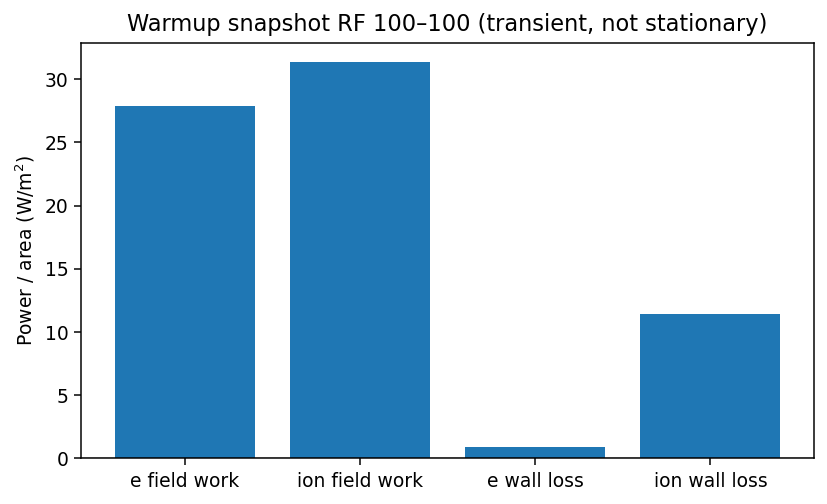 Warmup snapshot RF 100–100 (transient, not stationary)
Power / area (W/m²)
30
25
20
15
10
5
0
e field work
ion field work
e wall loss
ion wall loss